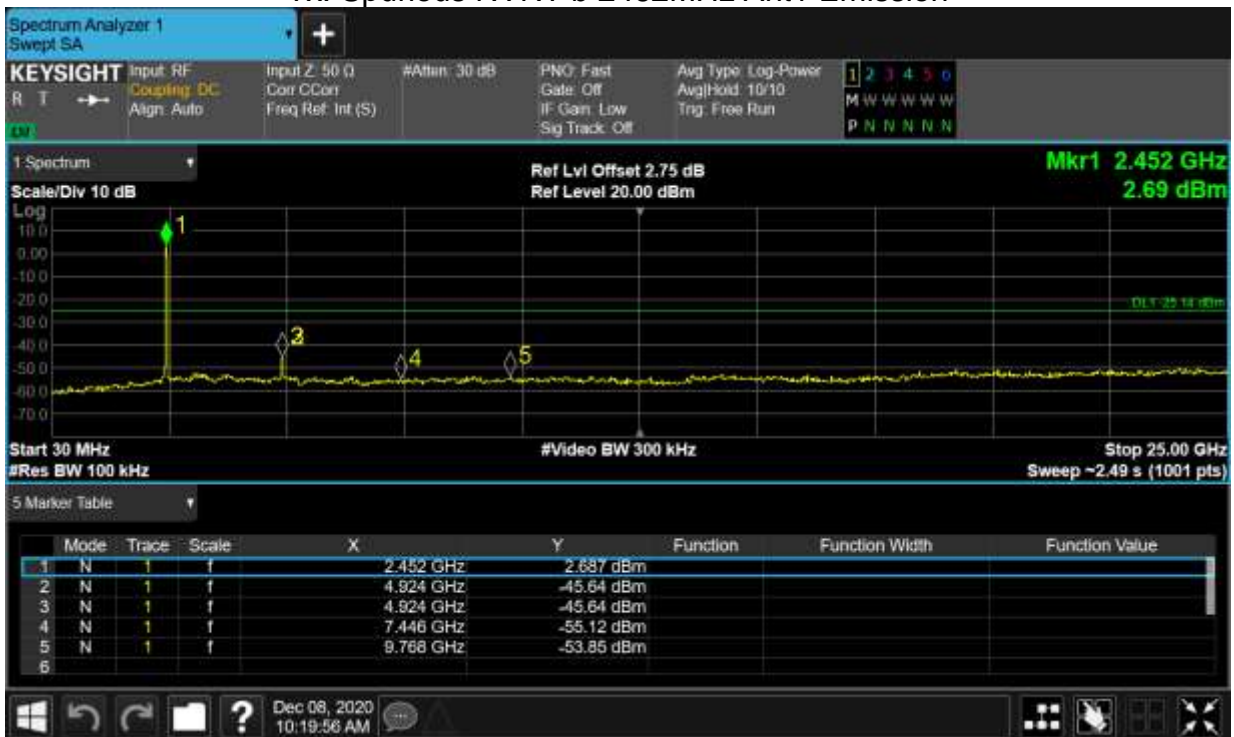 Spectrum Analyzer 1
Swept SA
+
KEYSIGHT Input: RF Input Z: 50 Ω #Atten: 30 dB PNO: Fast Avg Type: Log-Power 1 2 3 4 5 6
R T Coupling: DC Corr CCorr Gate: Off Avg|Hold: 10/10 M W W W W W
Align: Auto Freq Ref: Int (S) IF Gain: Low Trig: Free Run
Sig Track: Off P N N N N N
1 Spectrum Ref Lvl Offset 2.75 dB Mkr1 2.452 GHz
Scale/Div 10 dB Ref Level 20.00 dBm 2.69 dBm
Log
10.0 1
0.00
-10.0
-20.0
DL1 -25.14 dBm
-30.0
-40.0 3
-50.0 4 5
-60.0
-70.0
Start 30 MHz #Video BW 300 kHz Stop 25.00 GHz
#Res BW 100 kHz Sweep ~2.49 s (1001 pts)
5 Marker Table
Mode Trace Scale X Y Function Function Width Function Value
1 N 1 f 2.452 GHz 2.687 dBm
2 N 1 f 4.924 GHz -45.64 dBm
3 N 1 f 4.924 GHz -45.64 dBm
4 N 1 f 7.446 GHz -55.12 dBm
5 N 1 f 9.768 GHz -53.85 dBm
6
? Dec 08, 2020
10:19:56 AM